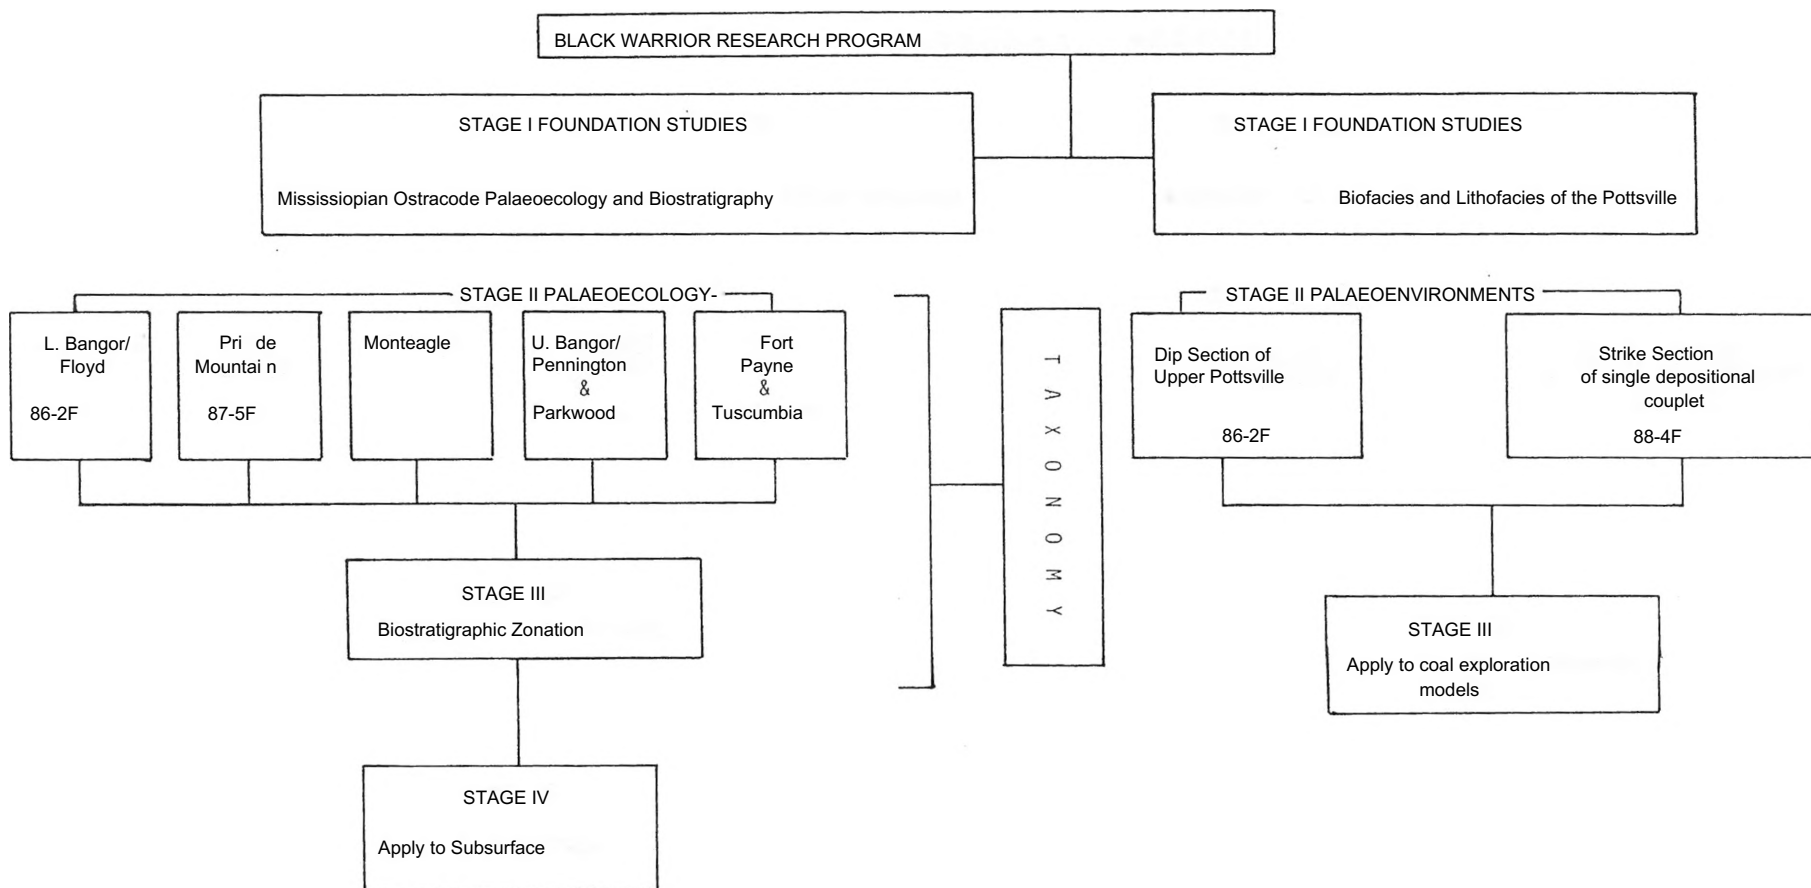 BLACK WARRIOR RESEARCH PROGRAM
STAGE I FOUNDATION STUDIES
Mississiopian Ostracode Palaeoecology and Biostratigraphy
STAGE I FOUNDATION STUDIES
Biofacies and Lithofacies of the Pottsville
STAGE II PALAEOECOLOGY-
L. Bangor/
Floyd
86-2F
Pri de
Mountai n
87-5F
Monteagle
U. Bangor/
Pennington
&
Parkwood
Fort
Payne
&
Tuscumbia
STAGE III
Biostratigraphic Zonation
STAGE IV
Apply to Subsurface
TAXONOMY
STAGE II PALAEOENVIRONMENTS
Dip Section of
Upper Pottsville
86-2F
Strike Section
of single depositional
couplet
88-4F
STAGE III
Apply to coal exploration
models